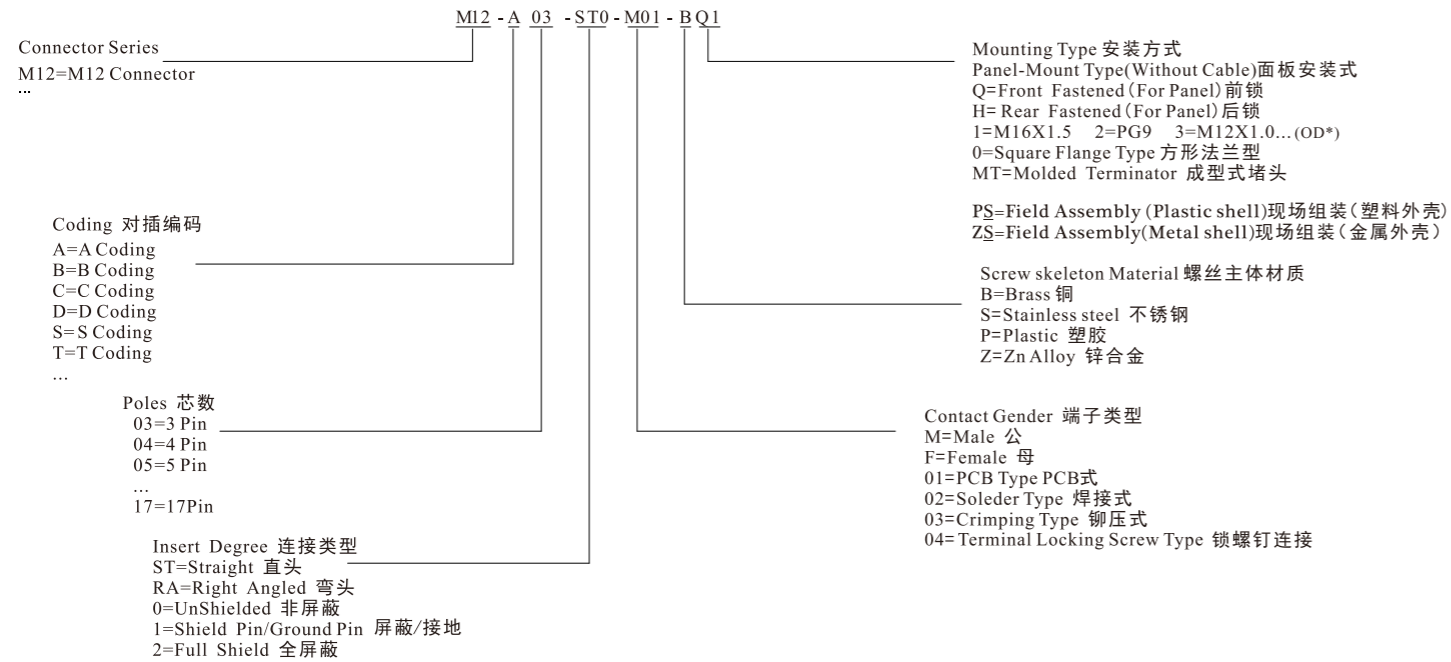 M12 - A 03 - ST0 - M01 - B Q1
Connector Series
M12=M12 Connector
...
Mounting Type 安装方式
Panel-Mount Type(Without Cable)面板安装式
Q=Front Fastened(For Panel)前锁
H=Rear Fastened(For Panel)后锁
1=M16X1.5 2=PG9 3=M12X1.0...(OD*)
0=Square Flange Type 方形法兰型
MT=Molded Terminator 成型式堵头
PS=Field Assembly (Plastic shell)现场组装(塑料外壳)
ZS=Field Assembly(Metal shell)现场组装(金属外壳)
Coding 对插编码
A=A Coding
B=B Coding
C=C Coding
D=D Coding
S=S Coding
T=T Coding
...
Screw skeleton Material 螺丝主体材质
B=Brass 铜
S=Stainless steel 不锈钢
P=Plastic 塑胶
Z=Zn Alloy 锌合金
Poles 芯数
03=3 Pin
04=4 Pin
05=5 Pin
...
17=17Pin
Contact Gender 端子类型
M=Male 公
F=Female 母
01=PCB Type PCB式
02=Soleder Type 焊接式
03=Crimping Type 铆压式
04=Terminal Locking Screw Type 锁螺钉连接
Insert Degree 连接类型
ST=Straight 直头
RA=Right Angled 弯头
0=UnShielded 非屏蔽
1=Shield Pin/Ground Pin 屏蔽/接地
2=Full Shield 全屏蔽